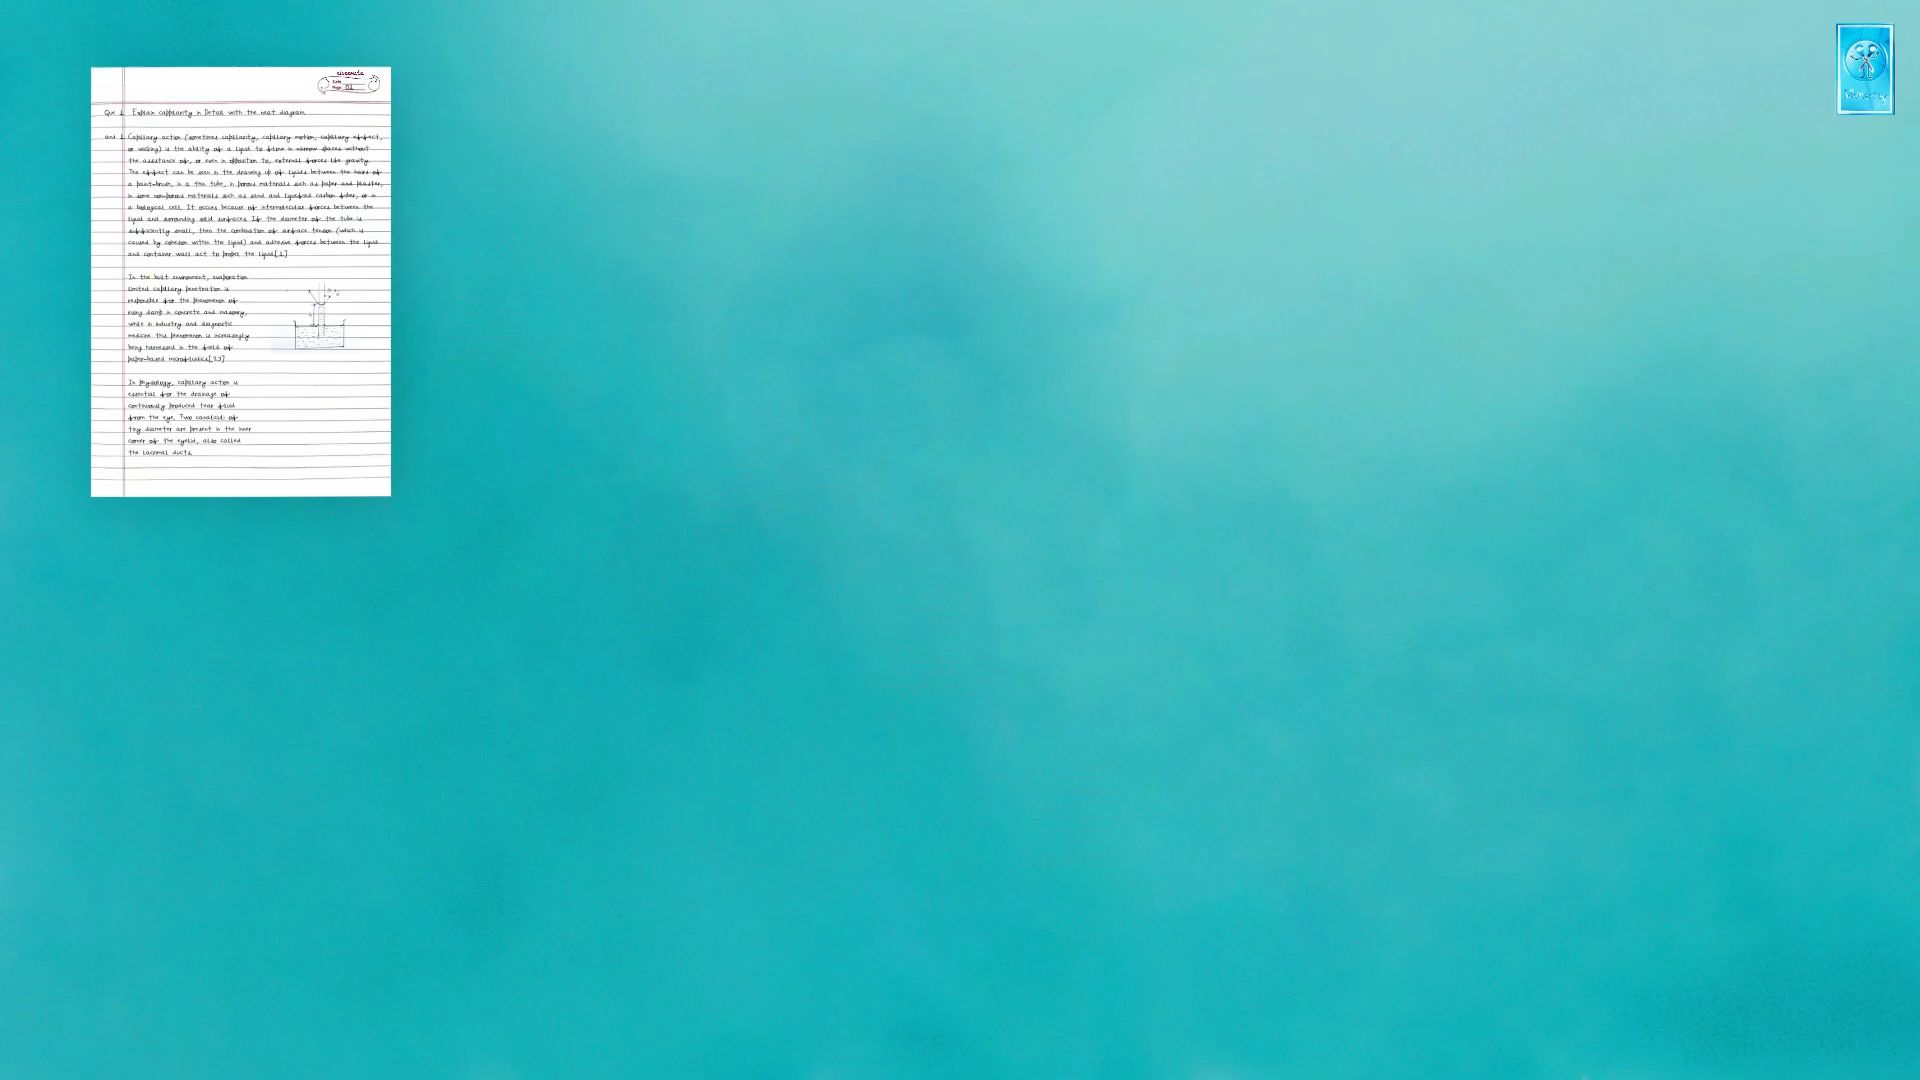 classmate
Date
Page 01
Que 1 Explain capplarity in Detail with the neat diagram.
ans 1 Capillary action (sometimes capilarity, capillary motion, capillary effect,
or wicking) is the ability of a liquid to flow in narrow spaces without
the assistance of, or even in opposition to, external forces like gravity.
The effect can be seen in the drawing up of liquids between the hairs of
a paint-brush, in a thin tube, in porous materials such as paper and plaster,
in some non-porous materials such as sand and liquefied carbon fiber, or in
a biological cell. It occurs because of intermolecular forces between the
liquid and surrounding solid surfaces If the diameter of the tube is
sufficiently small, then the combination of surface tension (which is
caused by cohesion within the liquid) and adhesive forces between the liquid
and container wall act to propel the liquid[1]
In the built environment, evaporation
limited capillary penetration is
responsible for the phenomenon of
rising damp in concrete and masonry,
while in industry and diagnostic
medicine this phenomenon is increasingly
being harnessed in the field of
paper-based microfluidics[23]
In physiology, capillary action is
essential for the drainage of
continuously produced tear fluid
from the eye. Two canaliculi of
tiny diameter are present in the inner
corner of the eyelid, also called
the lacrimal ducts